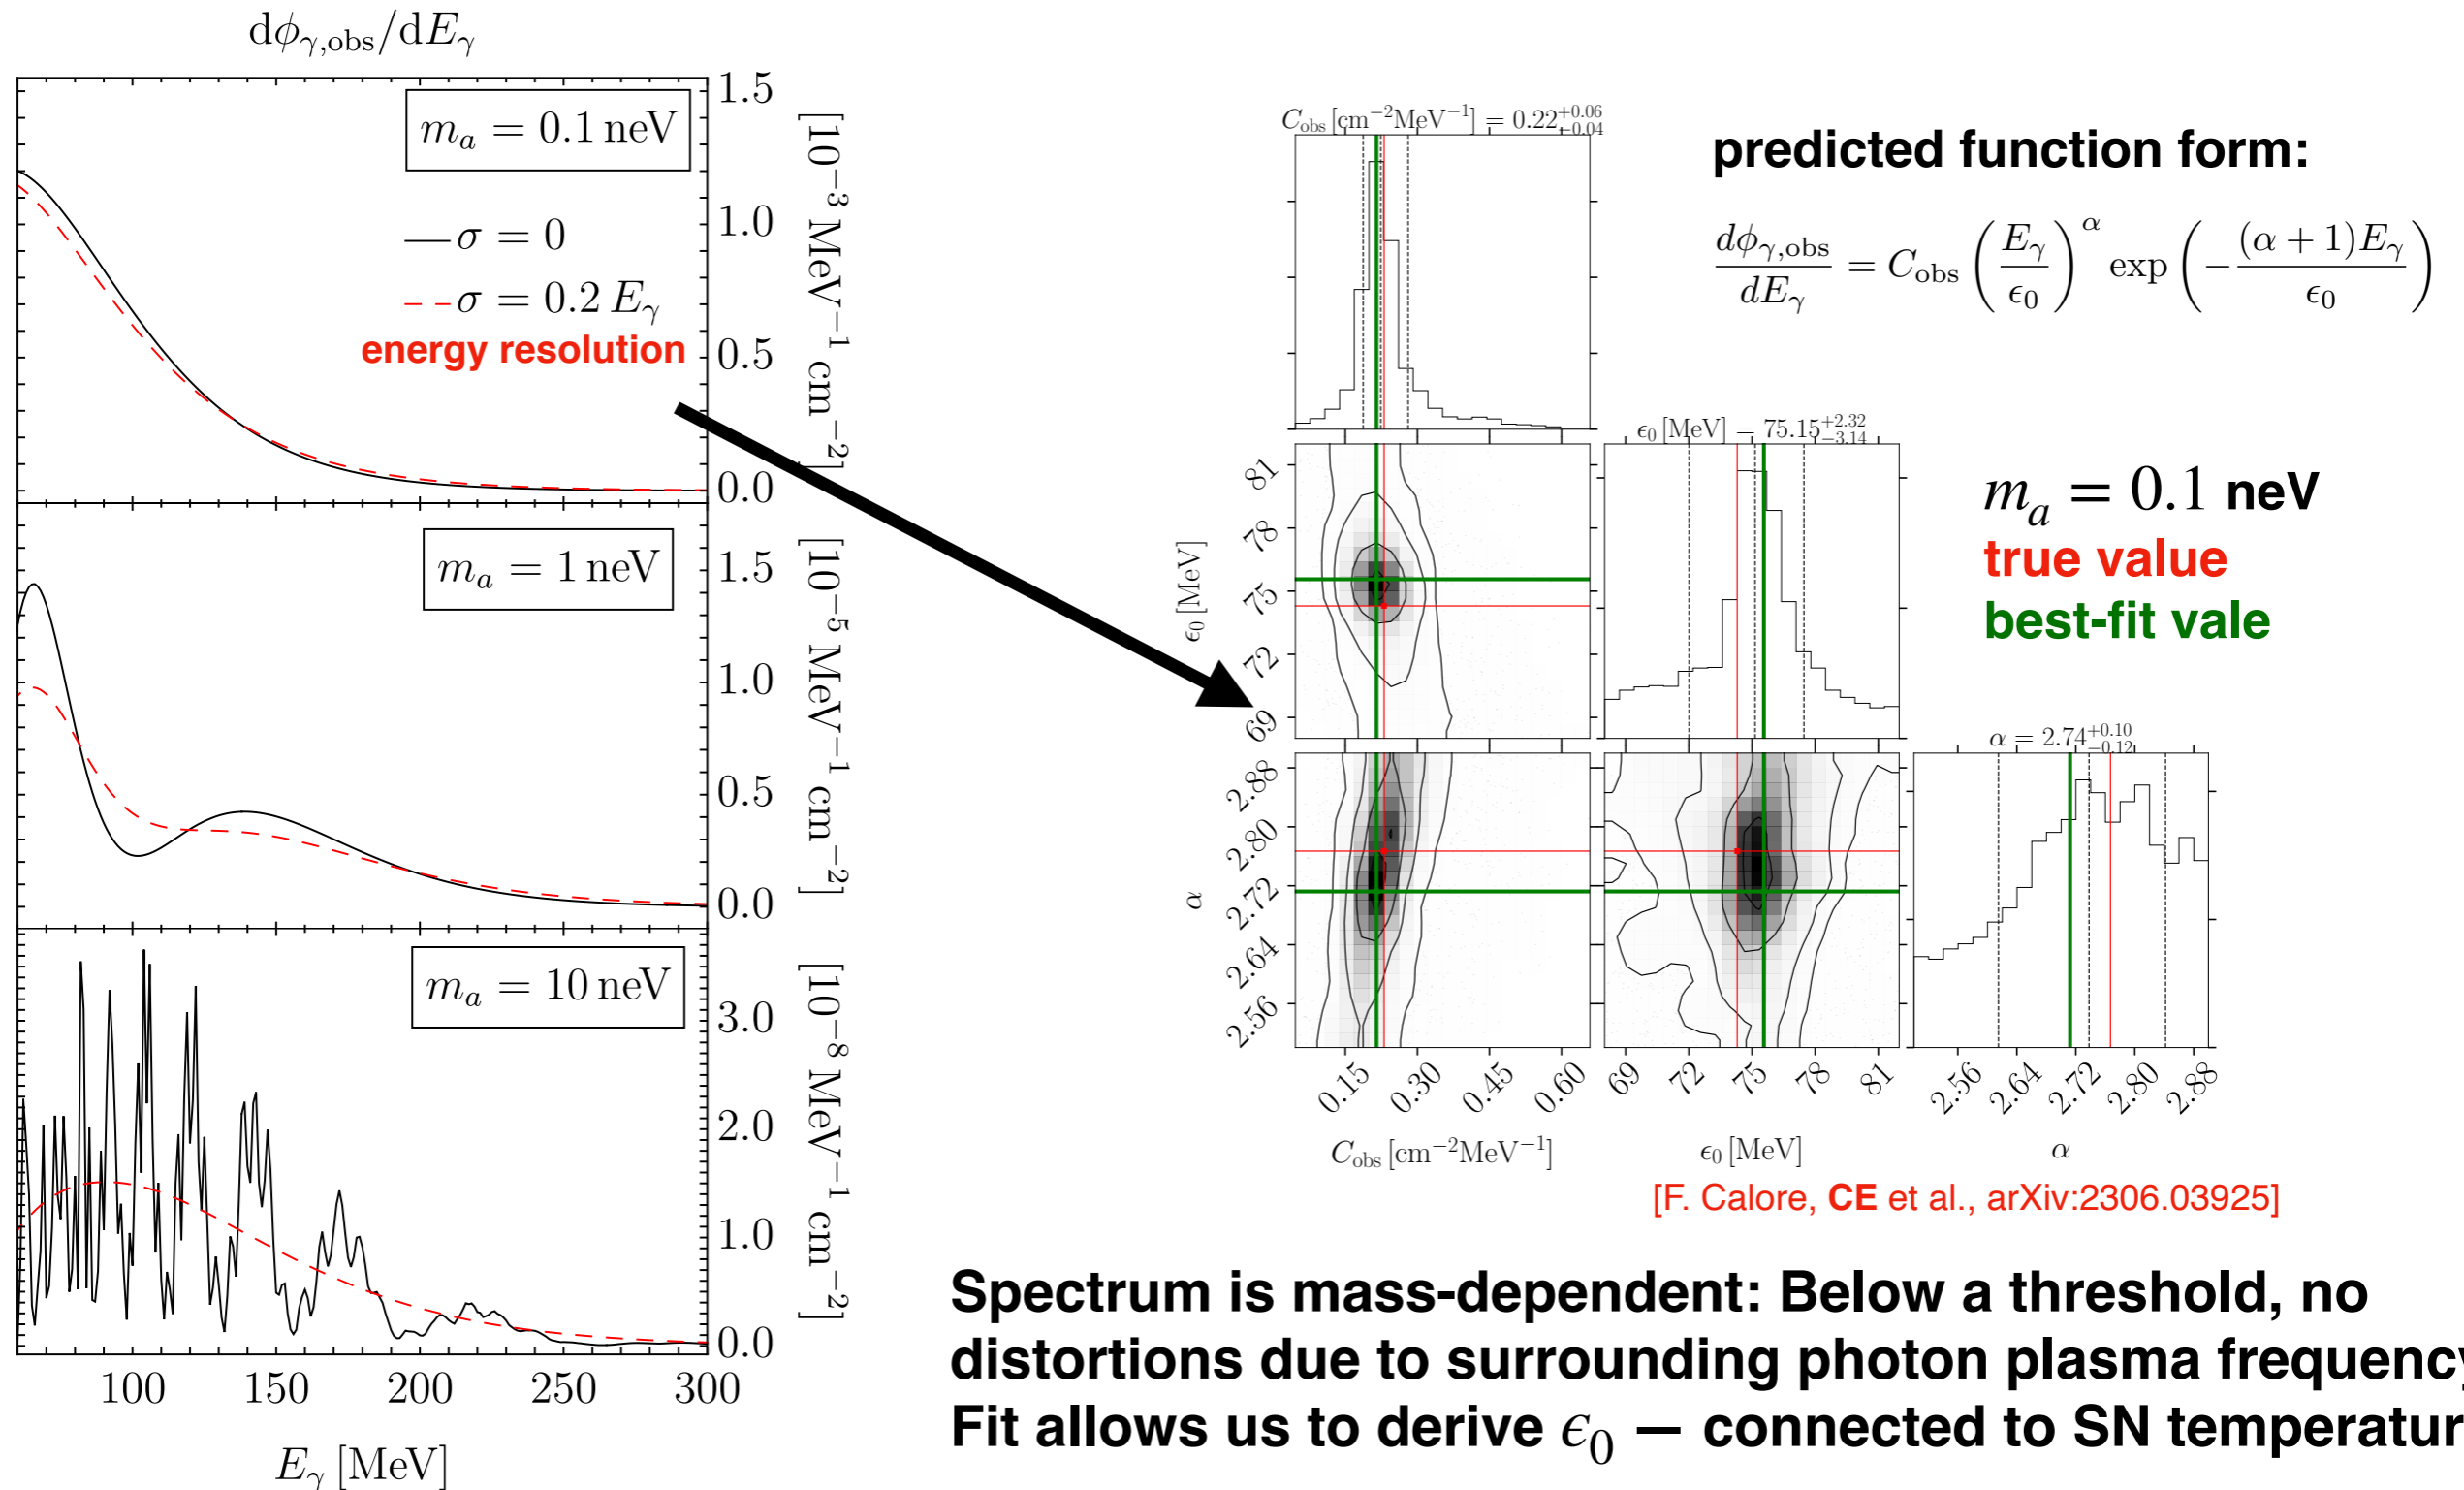 dϕγ,obs/dEγ
mₐ = 0.1 neV
σ = 0
σ = 0.2 Eγ
energy resolution
1.5
1.0
0.5
0.0
[10⁻³ MeV⁻¹ cm⁻²]
mₐ = 1 neV
1.5
1.0
0.5
0.0
[10⁻⁵ MeV⁻¹ cm⁻²]
mₐ = 10 neV
3.0
2.0
1.0
0.0
[10⁻⁸ MeV⁻¹ cm⁻²]
100 150 200 250 300
Eγ [MeV]
C_obs [cm⁻²MeV⁻¹] = 0.22 +0.06 −0.04
ϵ₀ [MeV] = 75.15 +2.32 −3.14
α = 2.74 +0.10 −0.12
81
78
75
72
69
ϵ₀ [MeV]
2.88
2.80
2.72
2.64
2.56
α
0.15 0.30 0.45 0.60
C_obs [cm⁻²MeV⁻¹]
69 72 75 78 81
ϵ₀ [MeV]
2.56 2.64 2.72 2.80 2.88
α
predicted function form:
dϕγ,obs/dEγ = C_obs (Eγ/ϵ₀)^α exp(−(α + 1)Eγ/ϵ₀)
mₐ = 0.1 neV
true value
best-fit vale
[F. Calore, CE et al., arXiv:2306.03925]
Spectrum is mass-dependent: Below a threshold, no
distortions due to surrounding photon plasma frequency
Fit allows us to derive ϵ₀ — connected to SN temperatur